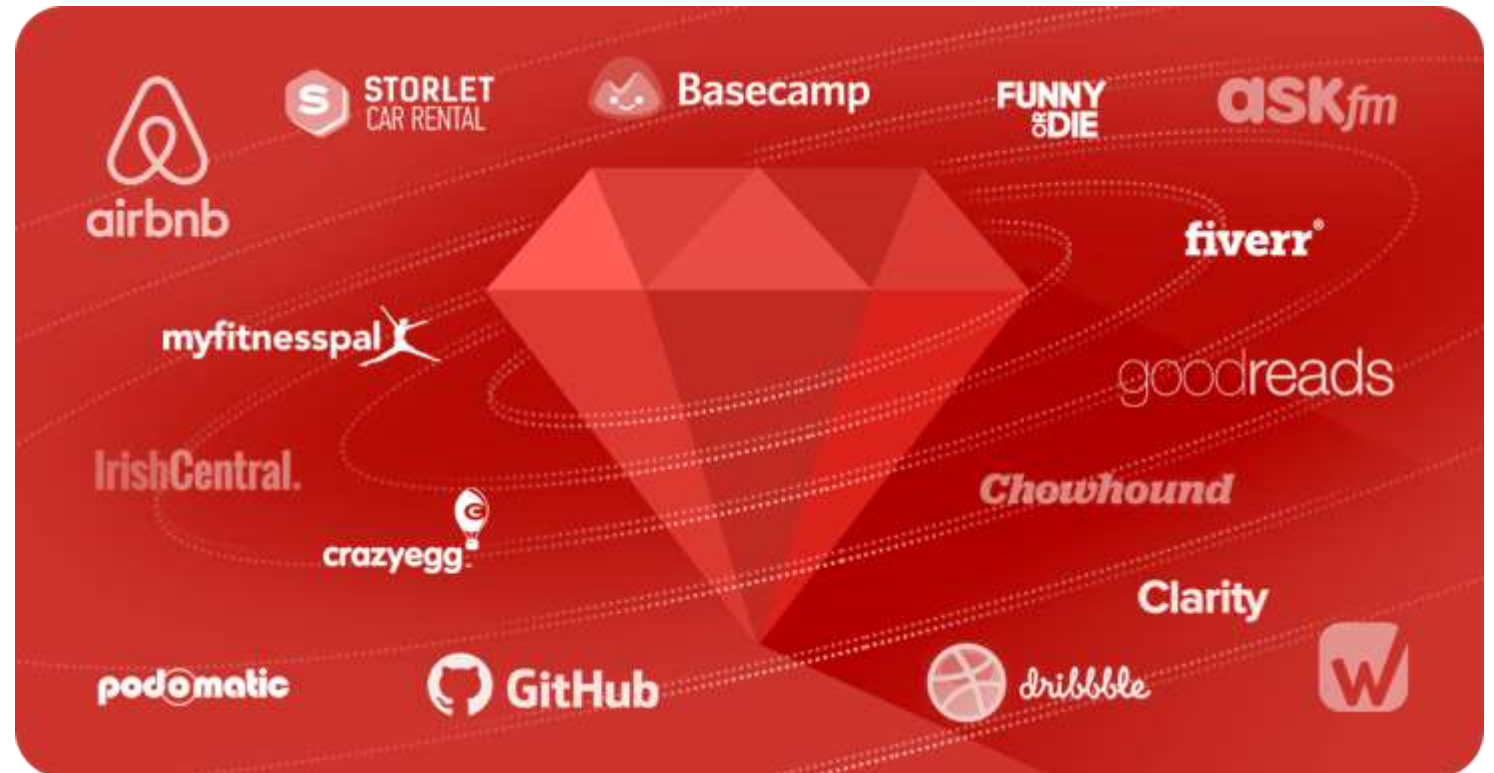 STORLET
CAR RENTAL
Basecamp
FUNNY
OR DIE
ASKfm
airbnb
fiverr®
myfitnesspal
goodreads
IrishCentral.
Chowhound
crazyegg
Clarity
podomatic
GitHub
dribbble
W